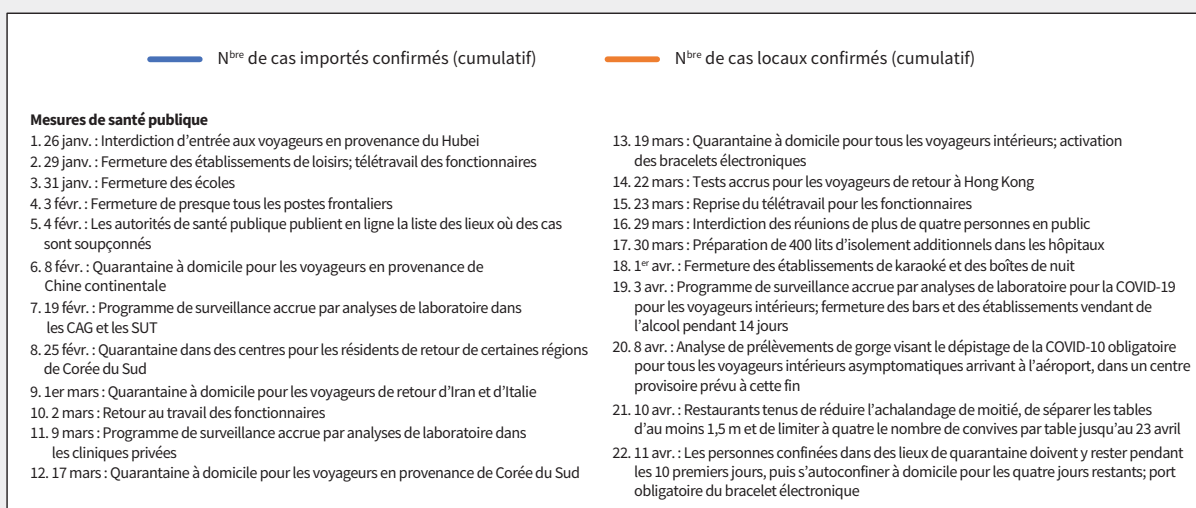 Nbre de cas importés confirmés (cumulatif)
Nbre de cas locaux confirmés (cumulatif)
Mesures de santé publique
1. 26 janv. : Interdiction d'entrée aux voyageurs en provenance du Hubei
2. 29 janv. : Fermeture des établissements de loisirs; télétravail des fonctionnaires
3. 31 janv. : Fermeture des écoles
4. 3 févr. : Fermeture de presque tous les postes frontaliers
5. 4 févr. : Les autorités de santé publique publient en ligne la liste des lieux où des cas
sont soupçonnés
6. 8 févr. : Quarantaine à domicile pour les voyageurs en provenance de
Chine continentale
7. 19 févr. : Programme de surveillance accrue par analyses de laboratoire dans
les CAG et les SUT
8. 25 févr. : Quarantaine dans des centres pour les résidents de retour de certaines régions
de Corée du Sud
9. 1er mars : Quarantaine à domicile pour les voyageurs de retour d'Iran et d'Italie
10. 2 mars : Retour au travail des fonctionnaires
11. 9 mars : Programme de surveillance accrue par analyses de laboratoire dans
les cliniques privées
12. 17 mars : Quarantaine à domicile pour les voyageurs en provenance de Corée du Sud
13. 19 mars : Quarantaine à domicile pour tous les voyageurs intérieurs; activation
des bracelets électroniques
14. 22 mars : Tests accrus pour les voyageurs de retour à Hong Kong
15. 23 mars : Reprise du télétravail pour les fonctionnaires
16. 29 mars : Interdiction des réunions de plus de quatre personnes en public
17. 30 mars : Préparation de 400 lits d'isolement additionnels dans les hôpitaux
18. 1er avr. : Fermeture des établissements de karaoké et des boîtes de nuit
19. 3 avr. : Programme de surveillance accrue par analyses de laboratoire pour la COVID-19
pour les voyageurs intérieurs; fermeture des bars et des établissements vendant de
l'alcool pendant 14 jours
20. 8 avr. : Analyse de prélèvements de gorge visant le dépistage de la COVID-10 obligatoire
pour tous les voyageurs intérieurs asymptomatiques arrivant à l'aéroport, dans un centre
provisoire prévu à cette fin
21. 10 avr. : Restaurants tenus de réduire l'achalandage de moitié, de séparer les tables
d'au moins 1,5 m et de limiter à quatre le nombre de convives par table jusqu'au 23 avril
22. 11 avr. : Les personnes confinées dans des lieux de quarantaine doivent y rester pendant
les 10 premiers jours, puis s'autoconfiner à domicile pour les quatre jours restants; port
obligatoire du bracelet électronique